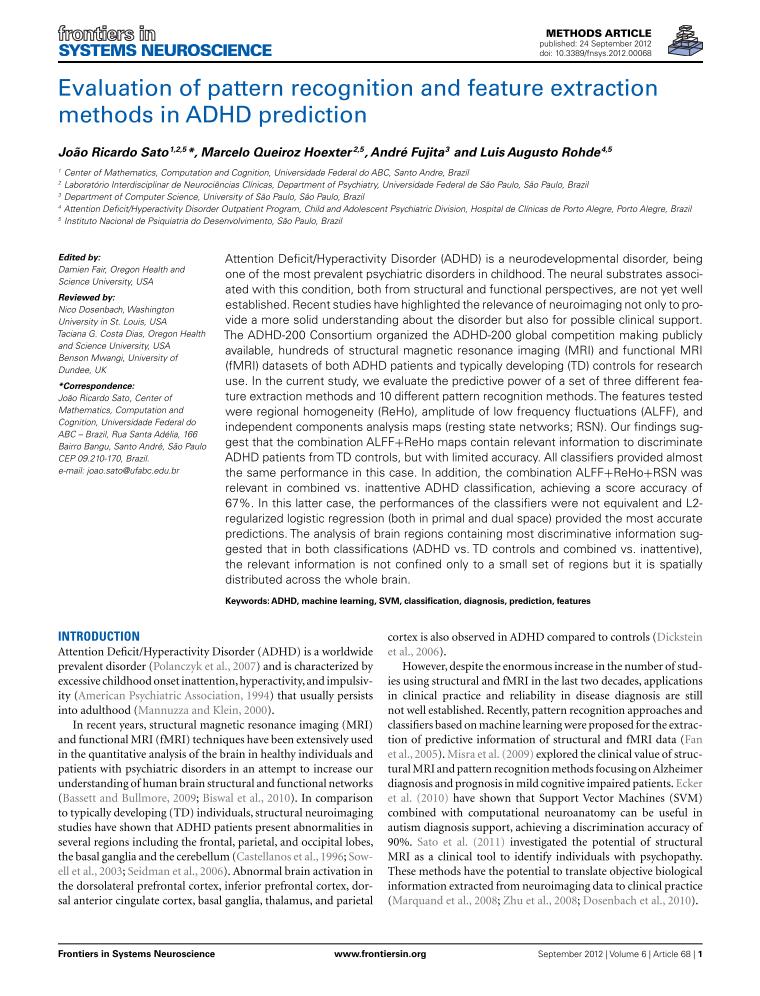 frontiers in
SYSTEMS NEUROSCIENCE
METHODS ARTICLE
published: 24 September 2012
doi: 10.3389/fnsys.2012.00068
Evaluation of pattern recognition and feature extraction
methods in ADHD prediction
João Ricardo Sato1,2,5*, Marcelo Queiroz Hoexter2,5, André Fujita3 and Luis Augusto Rohde4,5
1 Center of Mathematics, Computation and Cognition, Universidade Federal do ABC, Santo Andre, Brazil
2 Laboratório Interdisciplinar de Neurociências Clínicas, Department of Psychiatry, Universidade Federal de São Paulo, São Paulo, Brazil
3 Department of Computer Science, University of São Paulo, São Paulo, Brazil
4 Attention Deficit/Hyperactivity Disorder Outpatient Program, Child and Adolescent Psychiatric Division, Hospital de Clínicas de Porto Alegre, Porto Alegre, Brazil
5 Instituto Nacional de Psiquiatria do Desenvolvimento, São Paulo, Brazil
Edited by:
Damien Fair, Oregon Health and
Science University, USA
Reviewed by:
Nico Dosenbach, Washington
University in St. Louis, USA
Taciana G. Costa Dias, Oregon Health
and Science University, USA
Benson Mwangi, University of
Dundee, UK
*Correspondence:
João Ricardo Sato, Center of
Mathematics, Computation and
Cognition, Universidade Federal do
ABC – Brazil, Rua Santa Adélia, 166
Bairro Bangu, Santo André, São Paulo
CEP 09.210-170, Brazil.
e-mail: joao.sato@ufabc.edu.br
Attention Deficit/Hyperactivity Disorder (ADHD) is a neurodevelopmental disorder, being
one of the most prevalent psychiatric disorders in childhood. The neural substrates associ-
ated with this condition, both from structural and functional perspectives, are not yet well
established. Recent studies have highlighted the relevance of neuroimaging not only to pro-
vide a more solid understanding about the disorder but also for possible clinical support.
The ADHD-200 Consortium organized the ADHD-200 global competition making publicly
available, hundreds of structural magnetic resonance imaging (MRI) and functional MRI
(fMRI) datasets of both ADHD patients and typically developing (TD) controls for research
use. In the current study, we evaluate the predictive power of a set of three different fea-
ture extraction methods and 10 different pattern recognition methods. The features tested
were regional homogeneity (ReHo), amplitude of low frequency fluctuations (ALFF), and
independent components analysis maps (resting state networks; RSN). Our findings sug-
gest that the combination ALFF+ReHo maps contain relevant information to discriminate
ADHD patients from TD controls, but with limited accuracy. All classifiers provided almost
the same performance in this case. In addition, the combination ALFF+ReHo+RSN was
relevant in combined vs. inattentive ADHD classification, achieving a score accuracy of
67%. In this latter case, the performances of the classifiers were not equivalent and L2-
regularized logistic regression (both in primal and dual space) provided the most accurate
predictions. The analysis of brain regions containing most discriminative information sug-
gested that in both classifications (ADHD vs. TD controls and combined vs. inattentive),
the relevant information is not confined only to a small set of regions but it is spatially
distributed across the whole brain.
Keywords: ADHD, machine learning, SVM, classification, diagnosis, prediction, features
INTRODUCTION
Attention Deficit/Hyperactivity Disorder (ADHD) is a worldwide
prevalent disorder (Polanczyk et al., 2007) and is characterized by
excessive childhood onset inattention, hyperactivity, and impulsiv-
ity (American Psychiatric Association, 1994) that usually persists
into adulthood (Mannuzza and Klein, 2000).
In recent years, structural magnetic resonance imaging (MRI)
and functional MRI (fMRI) techniques have been extensively used
in the quantitative analysis of the brain in healthy individuals and
patients with psychiatric disorders in an attempt to increase our
understanding of human brain structural and functional networks
(Bassett and Bullmore, 2009; Biswal et al., 2010). In comparison
to typically developing (TD) individuals, structural neuroimaging
studies have shown that ADHD patients present abnormalities in
several regions including the frontal, parietal, and occipital lobes,
the basal ganglia and the cerebellum (Castellanos et al., 1996; Sow-
ell et al., 2003; Seidman et al., 2006). Abnormal brain activation in
the dorsolateral prefrontal cortex, inferior prefrontal cortex, dor-
sal anterior cingulate cortex, basal ganglia, thalamus, and parietal
cortex is also observed in ADHD compared to controls (Dickstein
et al., 2006).
However, despite the enormous increase in the number of stud-
ies using structural and fMRI in the last two decades, applications
in clinical practice and reliability in disease diagnosis are still
not well established. Recently, pattern recognition approaches and
classifiers based on machine learning were proposed for the extrac-
tion of predictive information of structural and fMRI data (Fan
et al., 2005). Misra et al. (2009) explored the clinical value of struc-
tural MRI and pattern recognition methods focusing on Alzheimer
diagnosis and prognosis in mild cognitive impaired patients. Ecker
et al. (2010) have shown that Support Vector Machines (SVM)
combined with computational neuroanatomy can be useful in
autism diagnosis support, achieving a discrimination accuracy of
90%. Sato et al. (2011) investigated the potential of structural
MRI as a clinical tool to identify individuals with psychopathy.
These methods have the potential to translate objective biological
information extracted from neuroimaging data to clinical practice
(Marquand et al., 2008; Zhu et al., 2008; Dosenbach et al., 2010).
Frontiers in Systems Neuroscience
www.frontiersin.org
September 2012 | Volume 6 | Article 68 | 1